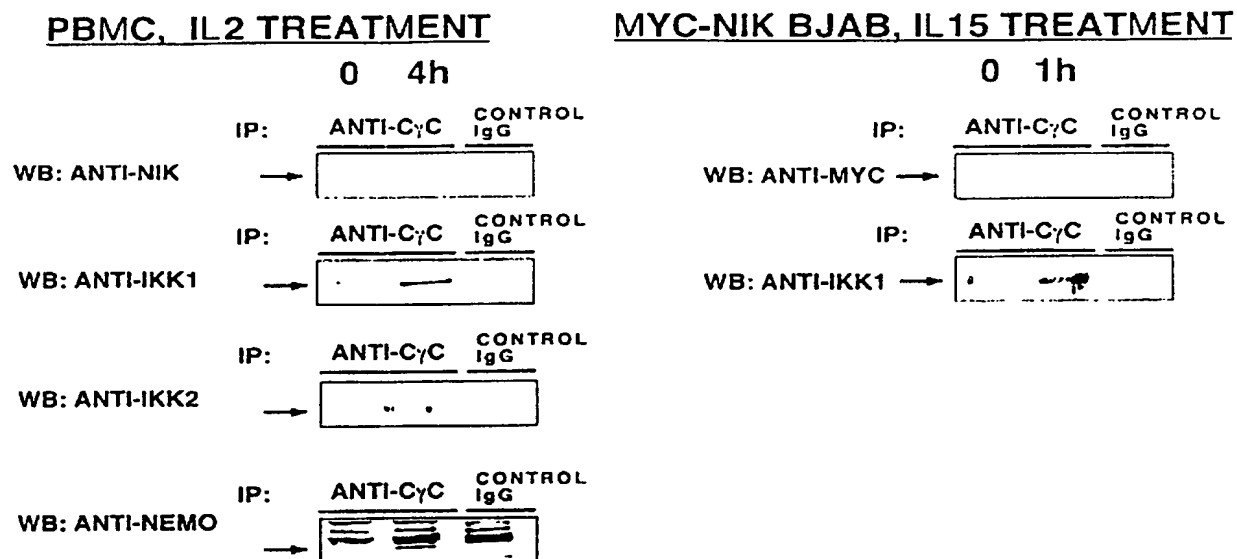 PBMC, IL2 TREATMENT
0 4h
IP: ANTI-CγC CONTROL IgG
WB: ANTI-NIK
IP: ANTI-CγC CONTROL IgG
WB: ANTI-IKK1
IP: ANTI-CγC CONTROL IgG
WB: ANTI-IKK2
IP: ANTI-CγC CONTROL IgG
WB: ANTI-NEMO
MYC-NIK BJAB, IL15 TREATMENT
0 1h
IP: ANTI-CγC CONTROL IgG
WB: ANTI-MYC
IP: ANTI-CγC CONTROL IgG
WB: ANTI-IKK1